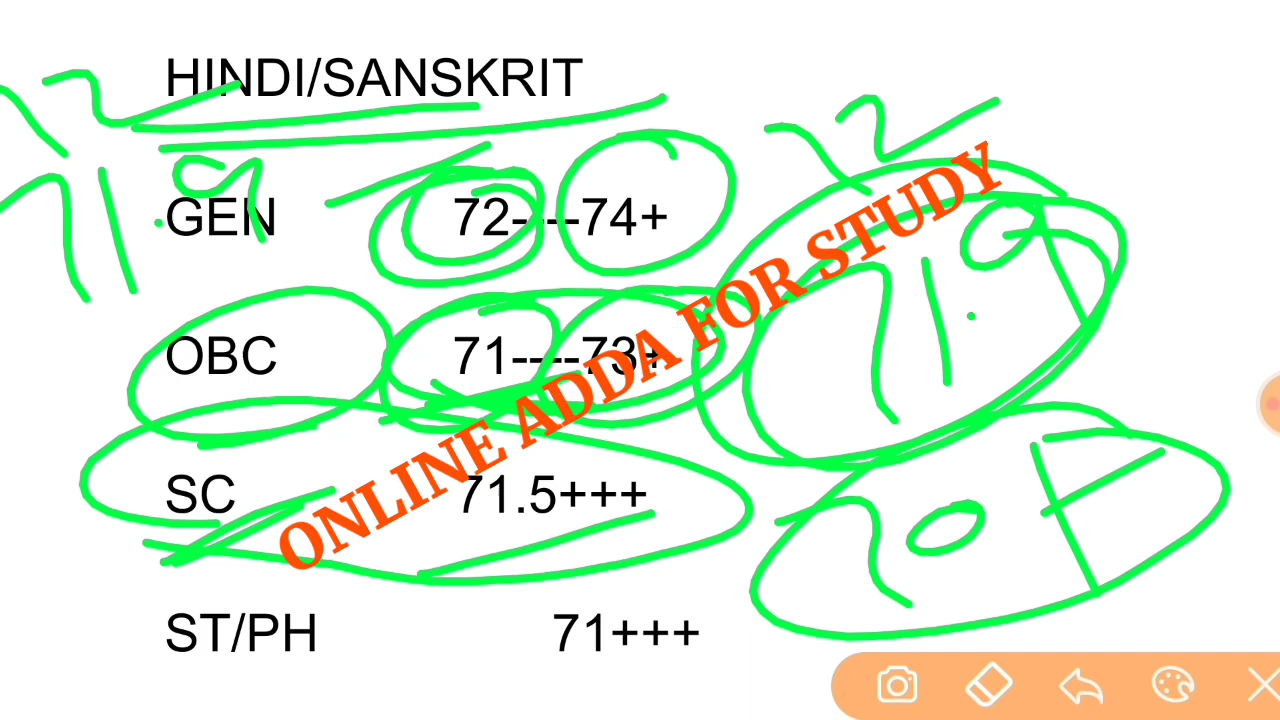 HINDI/SANSKRIT
GEN 72----74+
OBC 71----73+
SC 71.5+++
ST/PH 71+++
ONLINE ADDA FOR STUDY